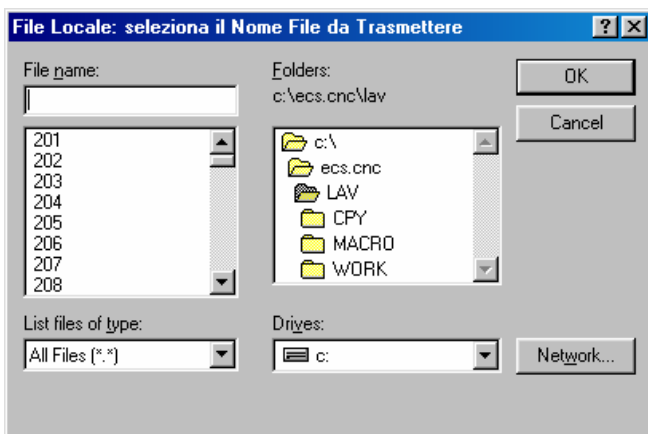 File Locale: seleziona il Nome File da Trasmettere
File name:
201
202
203
204
205
206
207
208
List files of type:
All Files (*.*)
Folders:
c:\ecs.cnc\lav
c:\
ecs.cnc
LAV
CPY
MACRO
WORK
Drives:
c:
OK
Cancel
Network...